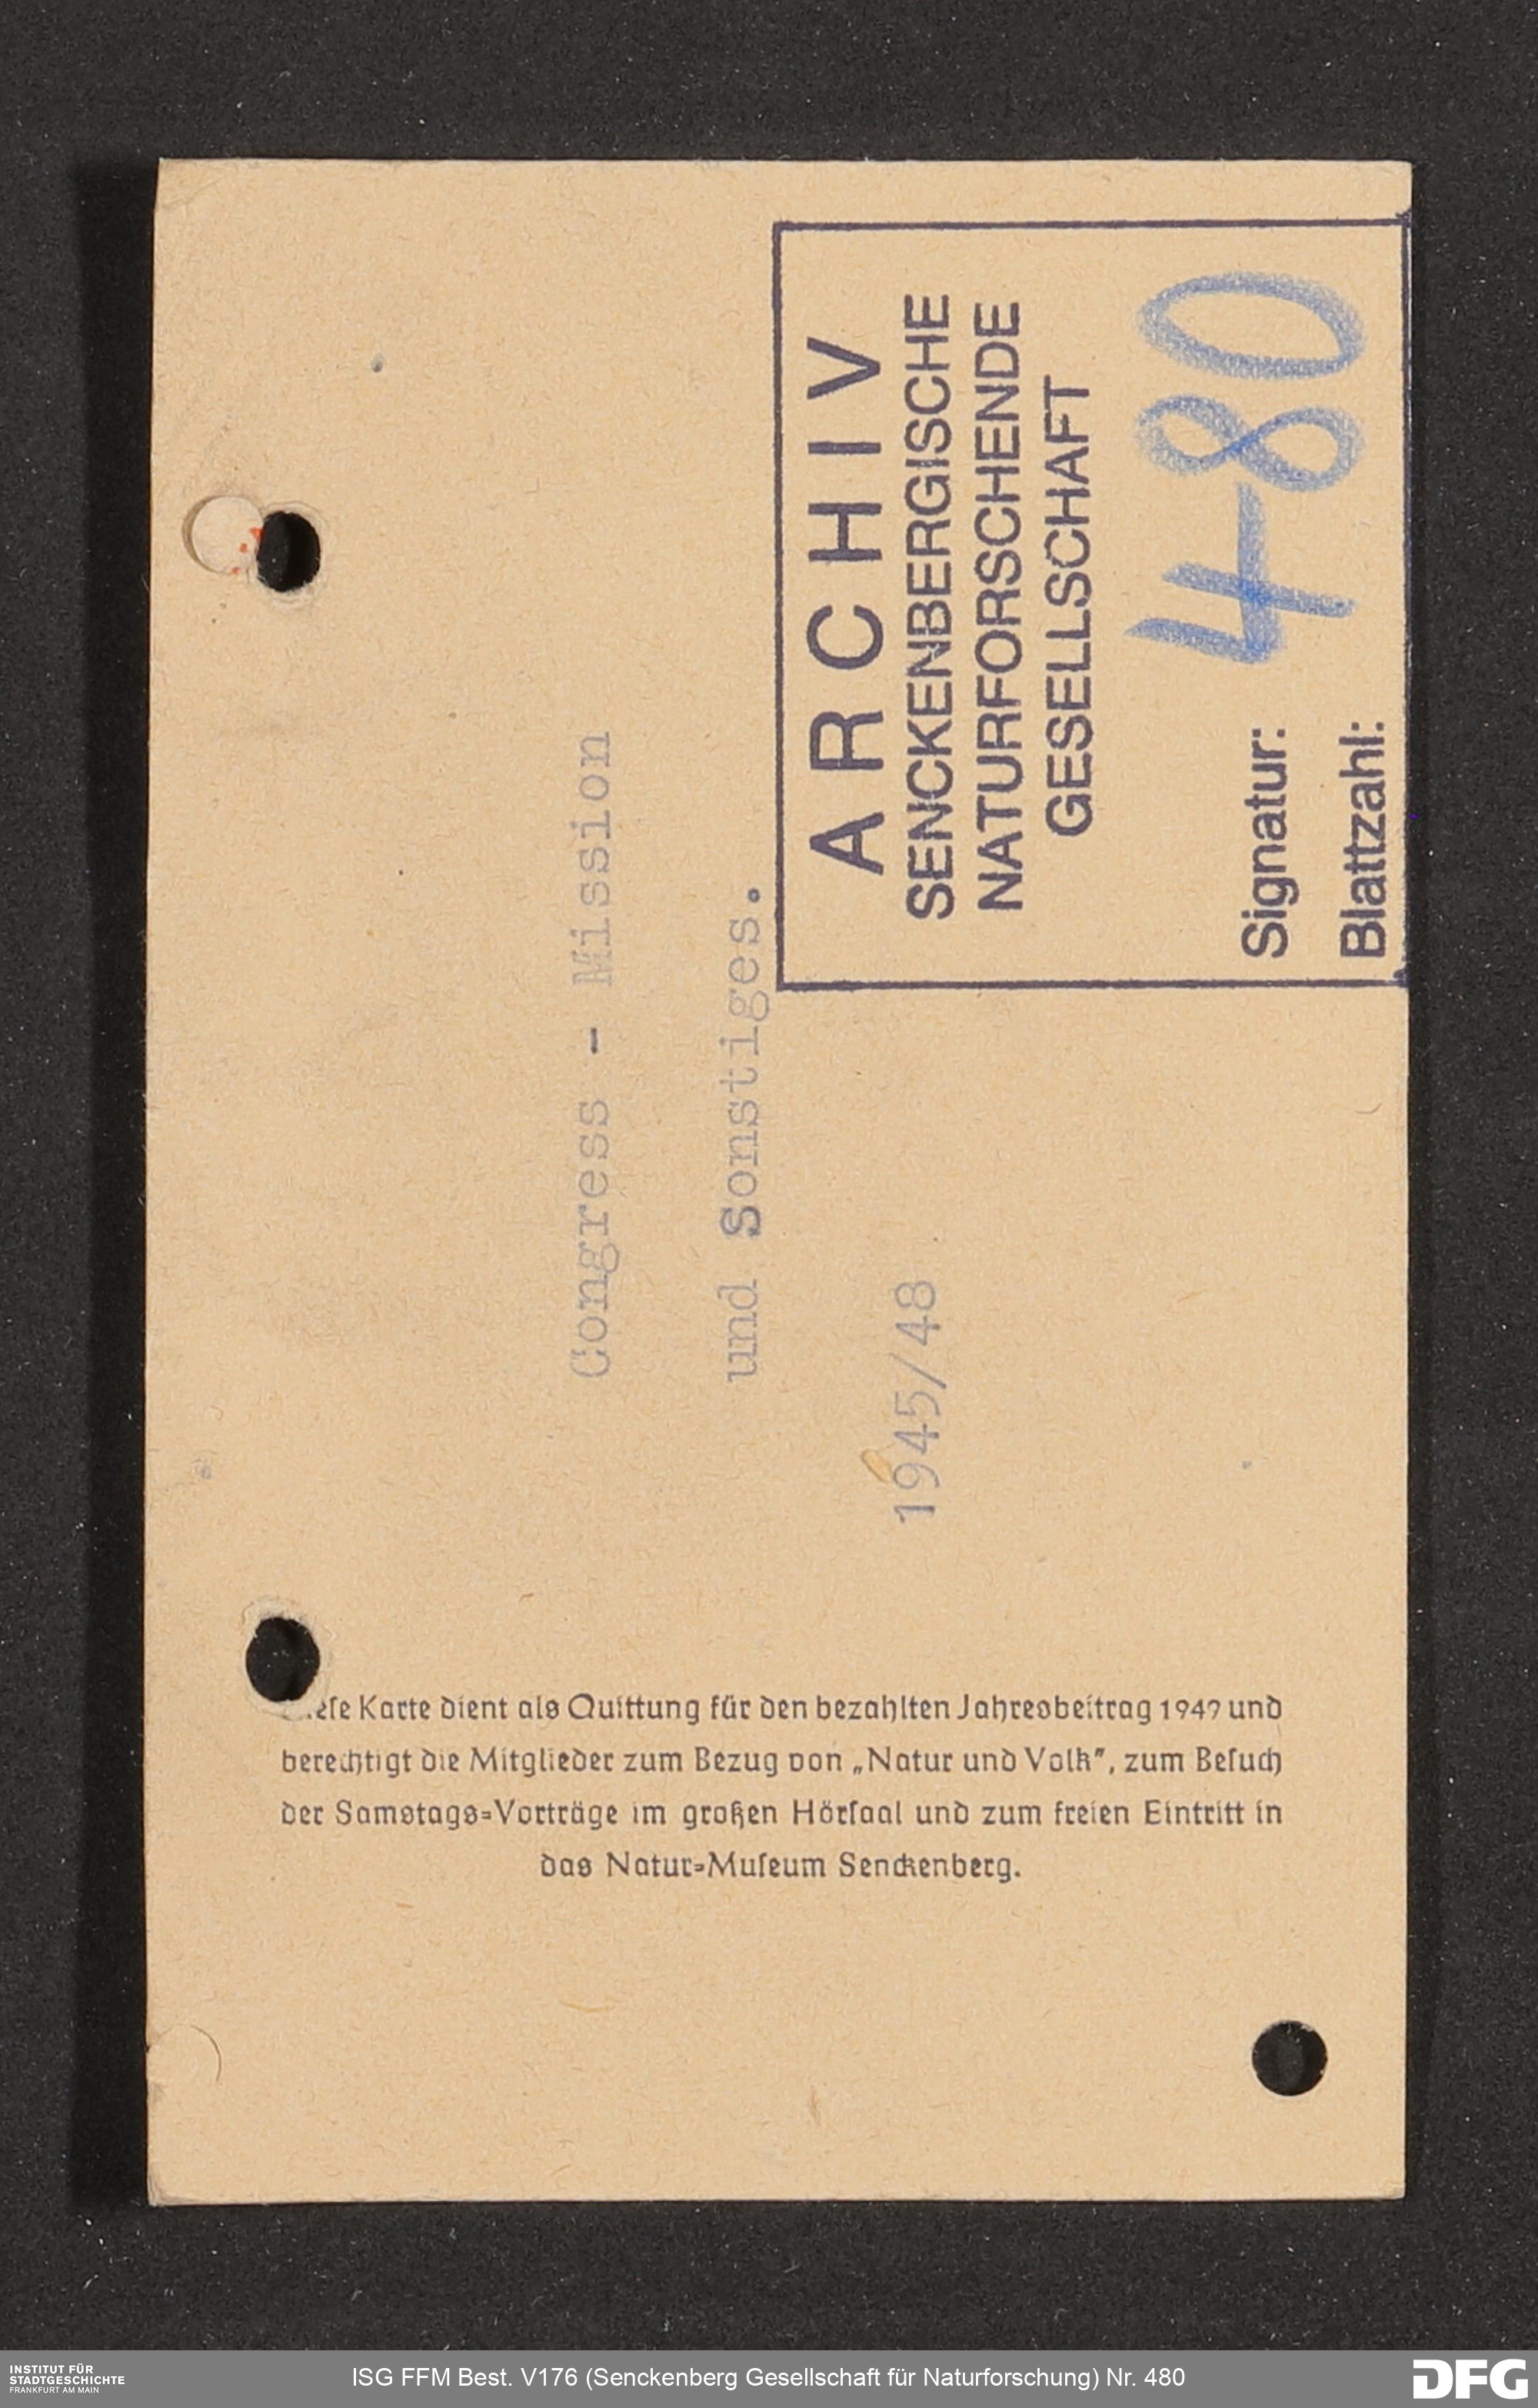 ARCHIV
SENCKENBERGISCHE
NATURFORSCHENDE
GESELLSCHAFT
Signatur: 480
Blattzahl:
Congress - Mission
und Sonstiges.
1945/48
Karte dient als Quittung für den bezahlten Jahresbeitrag 1947 und
berechtigt die Mitglieder zum Bezug von „Natur und Volk", zum Beſuch
der Samstags=Vorträge im großen Hörſaal und zum freien Eintritt in
das Natur=Muſeum Senckenberg.
INSTITUT FÜR
STADTGESCHICHTE
FRANKFURT AM MAIN
ISG FFM Best. V176 (Senckenberg Gesellschaft für Naturforschung) Nr. 480
DFG